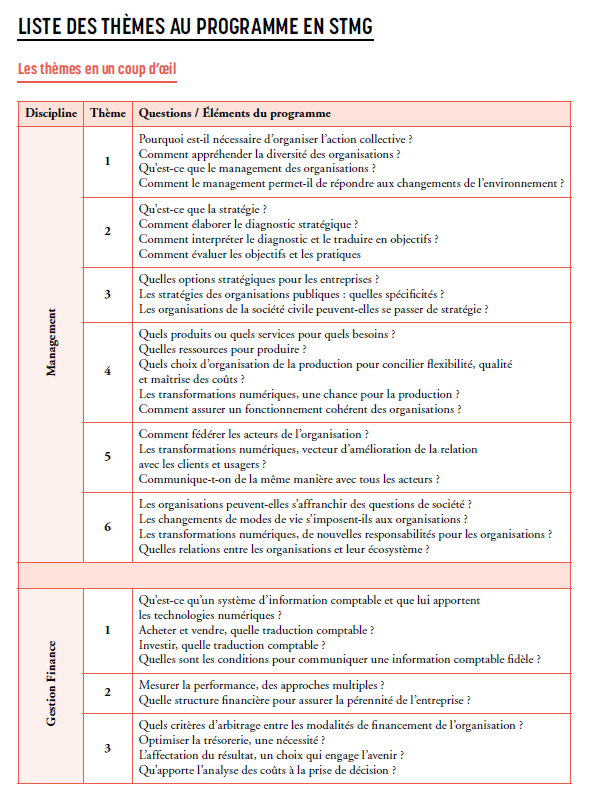 LISTE DES THÈMES AU PROGRAMME EN STMG
Les thèmes en un coup d'œil
Discipline Thème Questions / Éléments du programme
Management
1
Pourquoi est-il nécessaire d'organiser l'action collective ?
Comment appréhender la diversité des organisations ?
Qu'est-ce que le management des organisations ?
Comment le management permet-il de répondre aux changements de l'environnement ?
2
Qu'est-ce que la stratégie ?
Comment élaborer le diagnostic stratégique ?
Comment interpréter le diagnostic et le traduire en objectifs ?
Comment évaluer les objectifs et les pratiques
3
Quelles options stratégiques pour les entreprises ?
Les stratégies des organisations publiques : quelles spécificités ?
Les organisations de la société civile peuvent-elles se passer de stratégie ?
4
Quels produits ou quels services pour quels besoins ?
Quelles ressources pour produire ?
Quels choix d'organisation de la production pour concilier flexibilité, qualité
et maîtrise des coûts ?
Les transformations numériques, une chance pour la production ?
Comment assurer un fonctionnement cohérent des organisations ?
5
Comment fédérer les acteurs de l'organisation ?
Les transformations numériques, vecteur d'amélioration de la relation
avec les clients et usagers ?
Communique-t-on de la même manière avec tous les acteurs ?
6
Les organisations peuvent-elles s'affranchir des questions de société ?
Les changements de modes de vie s'imposent-ils aux organisations ?
Les transformations numériques, de nouvelles responsabilités pour les organisations ?
Quelles relations entre les organisations et leur écosystème ?
Gestion Finance
1
Qu'est-ce qu'un système d'information comptable et que lui apportent
les technologies numériques ?
Acheter et vendre, quelle traduction comptable ?
Investir, quelle traduction comptable ?
Quelles sont les conditions pour communiquer une information comptable fidèle ?
2
Mesurer la performance, des approches multiples ?
Quelle structure financière pour assurer la pérennité de l'entreprise ?
3
Quels critères d'arbitrage entre les modalités de financement de l'organisation ?
Optimiser la trésorerie, une nécessité ?
L'affectation du résultat, un choix qui engage l'avenir ?
Qu'apporte l'analyse des coûts à la prise de décision ?